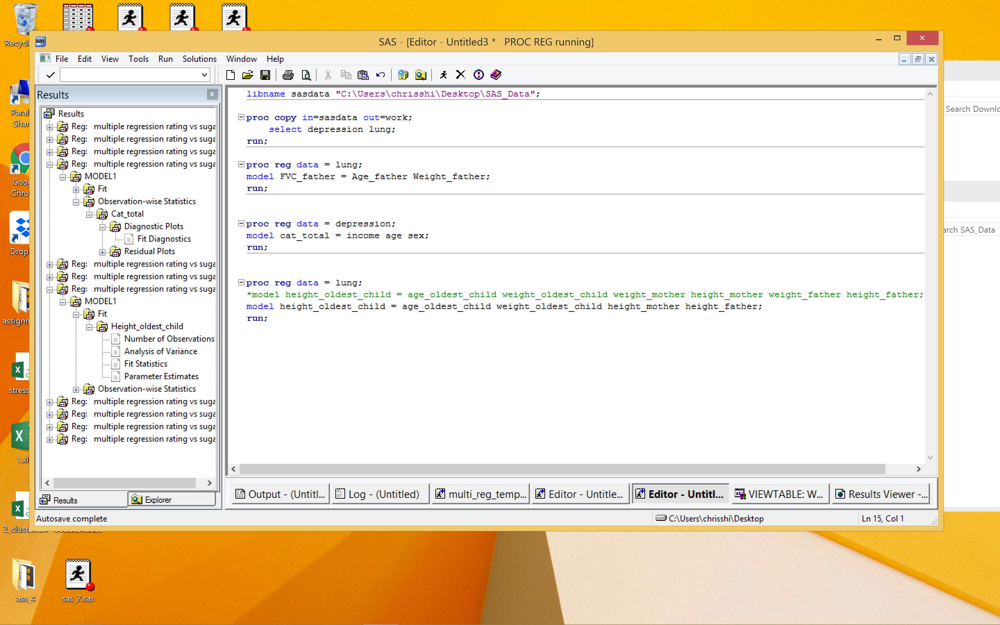 Recycl
SAS - [Editor - Untitled3 * PROC REG running]
File Edit View Tools Run Solutions Window Help
Results
Results
Reg: multiple regression rating vs suga
Reg: multiple regression rating vs suga
Reg: multiple regression rating vs suga
Reg: multiple regression rating vs suga
MODEL1
Fit
Observation-wise Statistics
Cat_total
Diagnostic Plots
Fit Diagnostics
Residual Plots
Reg: multiple regression rating vs suga
Reg: multiple regression rating vs suga
Reg: multiple regression rating vs suga
MODEL1
Fit
Height_oldest_child
Number of Observations
Analysis of Variance
Fit Statistics
Parameter Estimates
Observation-wise Statistics
Reg: multiple regression rating vs suga
Reg: multiple regression rating vs suga
Reg: multiple regression rating vs suga
Reg: multiple regression rating vs suga
Results Explorer
libname sasdata "C:\Users\chrisshi\Desktop\SAS_Data";
proc copy in=sasdata out=work;
select depression lung;
run;
proc reg data = lung;
model FVC_father = Age_father Weight_father;
run;
proc reg data = depression;
model cat_total = income age sex;
run;
proc reg data = lung;
*model height_oldest_child = age_oldest_child weight_oldest_child weight_mother height_mother weight_father height_father;
model height_oldest_child = age_oldest_child weight_oldest_child height_mother height_father;
run;
Output - (Untitl... Log - (Untitled) multi_reg_temp... Editor - Untitle... Editor - Untitl... VIEWTABLE: W... Results Viewer -...
Autosave complete C:\Users\chrisshi\Desktop Ln 15, Col 1
Search Downlo
arch SAS_Data
Paral
Shar
Goog
Chro
Drop
assignm
stress
1.xl
ass_4
sas_7.sas